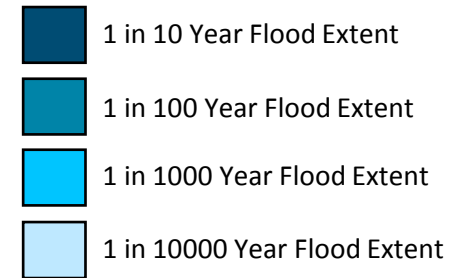 1 in 10 Year Flood Extent
1 in 100 Year Flood Extent
1 in 1000 Year Flood Extent
1 in 10000 Year Flood Extent